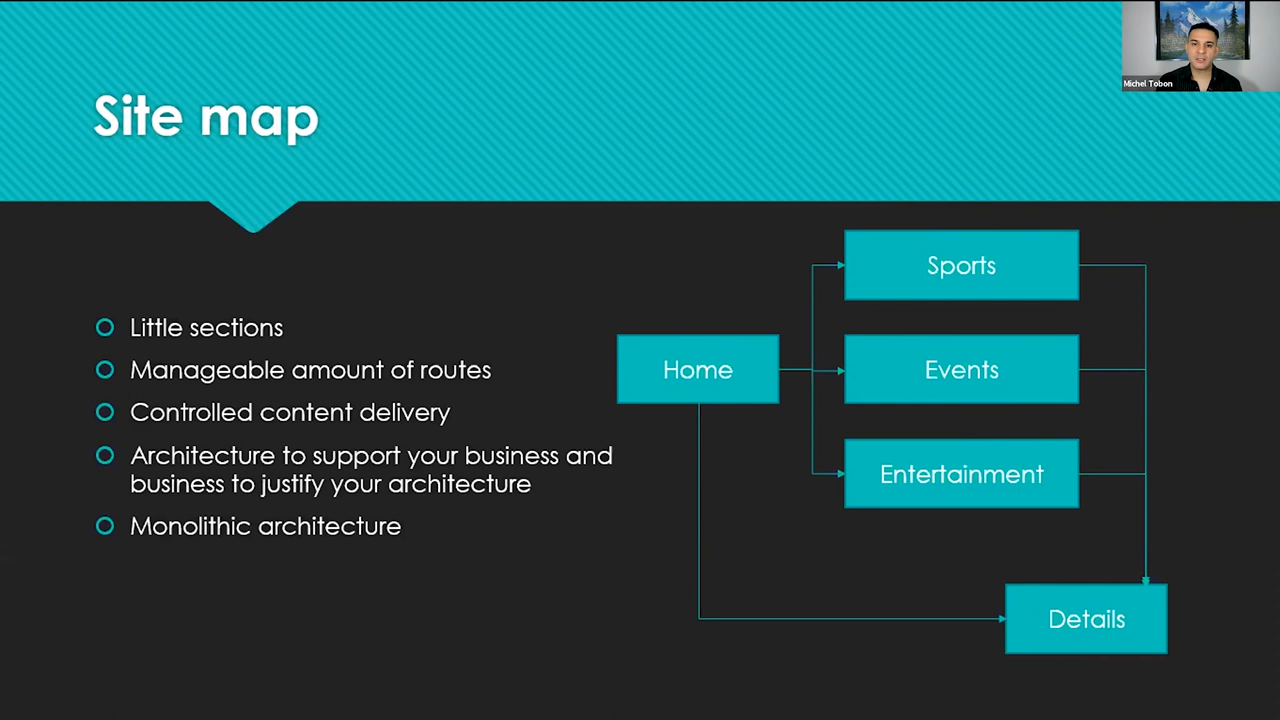 Michel Tobon
Site map
Little sections
Manageable amount of routes
Controlled content delivery
Architecture to support your business and
business to justify your architecture
Monolithic architecture
Sports
Home
Events
Entertainment
Details